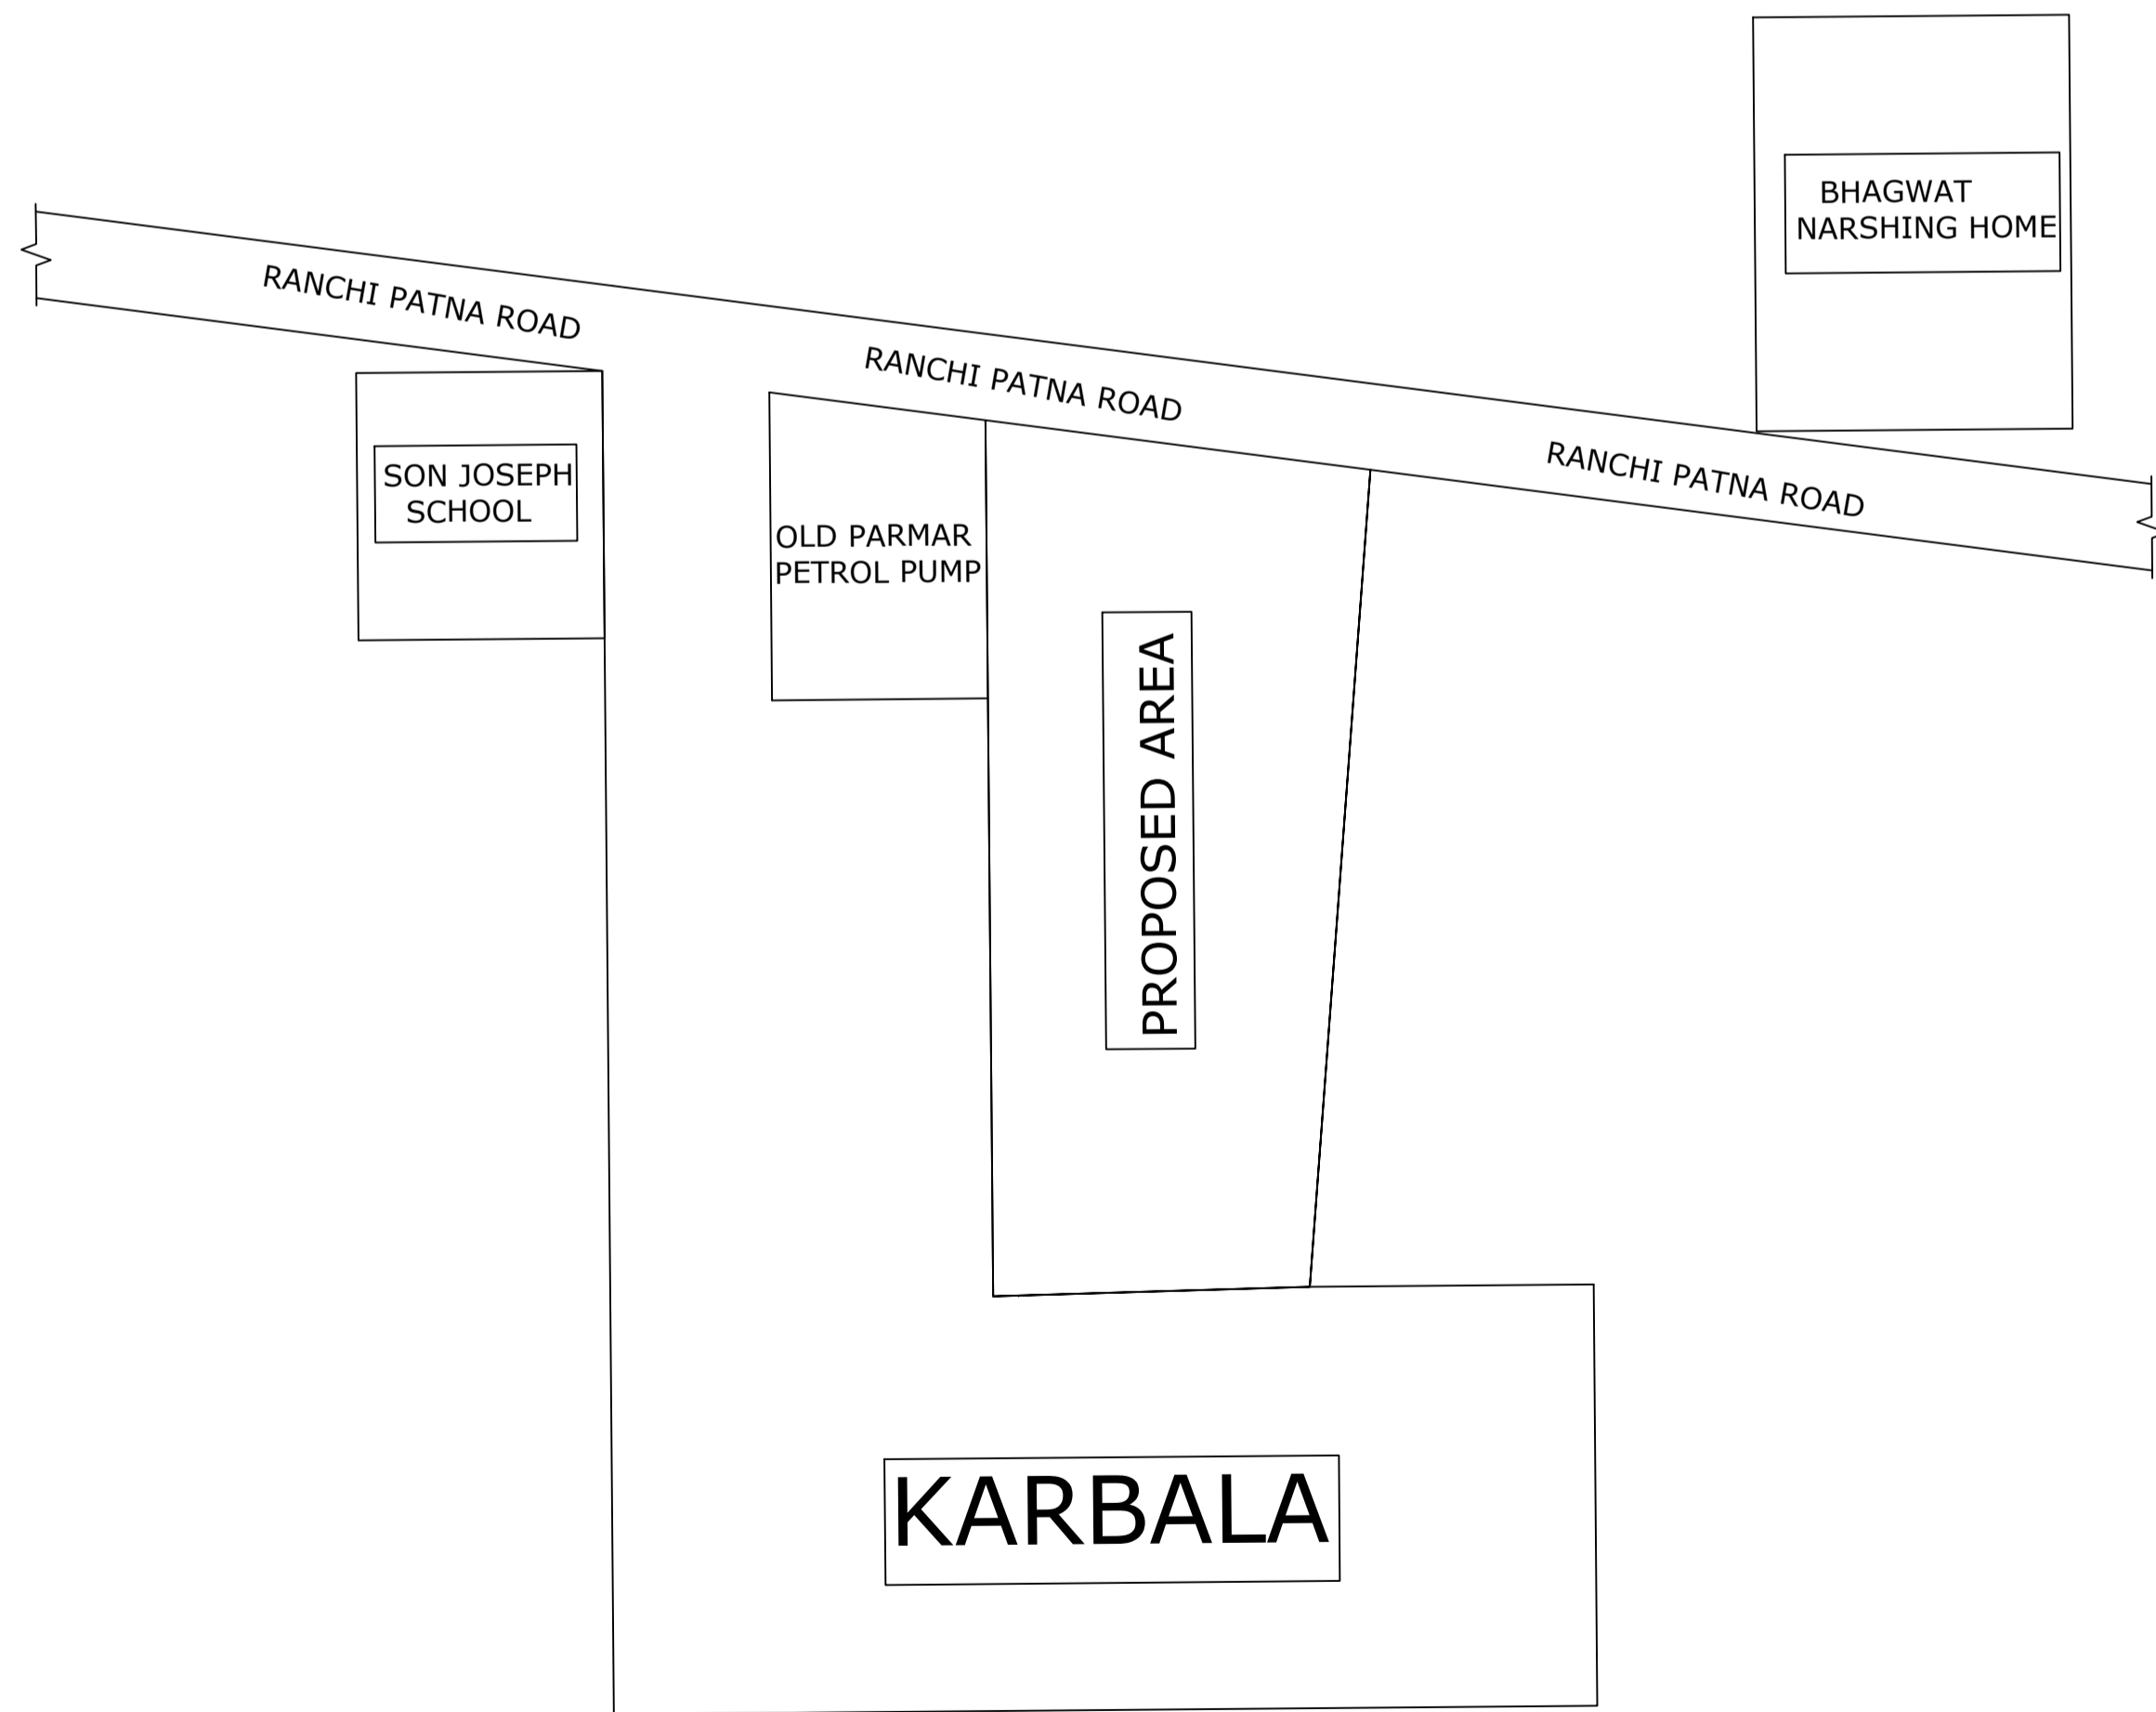 BHAGWAT
NARSHING HOME
RANCHI PATNA ROAD
RANCHI PATNA ROAD
RANCHI PATNA ROAD
SON JOSEPH
SCHOOL
OLD PARMAR
PETROL PUMP
PROPOSED AREA
KARBALA